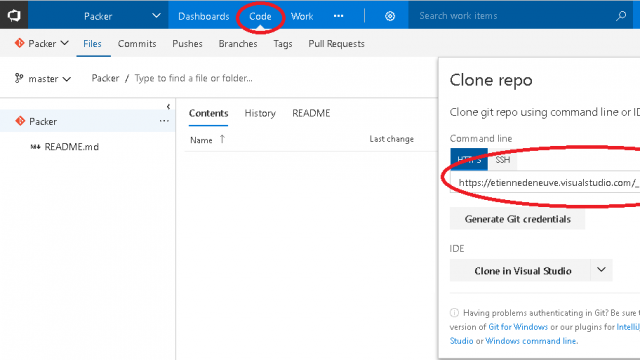 Packer Dashboards Code Work ••• Search work items
Packer Files Commits Pushes Branches Tags Pull Requests
master Packer / Type to find a file or folder...
Clone repo
Packer ••• Contents History README
Clone git repo using command line or
Name ↑ Last change
Command line
README.md
HTTPS SSH
https://etiennedeneuve.visualstudio.com/_
Generate Git credentials
IDE
Clone in Visual Studio
Having problems authenticating in Git? Be sure
version of Git for Windows or our plugins for
Studio or Windows command line.